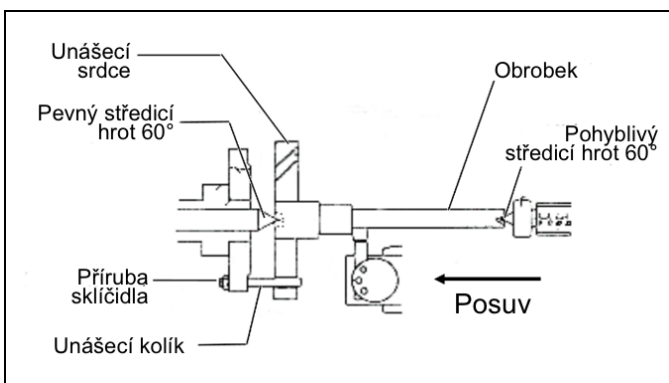 Unášecí
srdce
Pevný středicí
hrot 60°
Obrobek
Pohyblivý
středicí hrot 60°
Příruba
sklíčidla
Unášecí kolík
Posuv